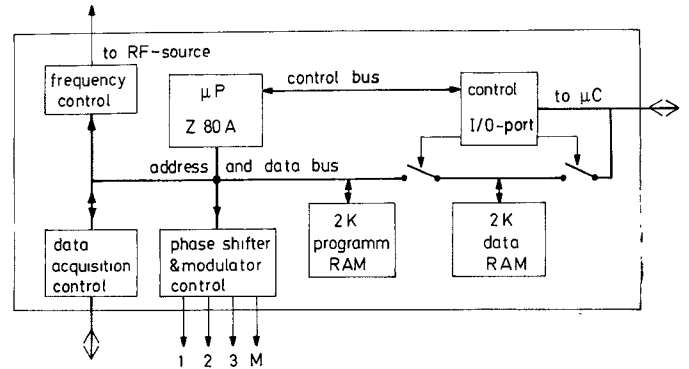 to RF-source
frequency
control
µP
Z 80A
control bus
control
I/O-port
to µC
address and data bus
data
acquisition
control
phase shifter
&modulator
control
2K
programm
RAM
2K
data
RAM
1 2 3 M